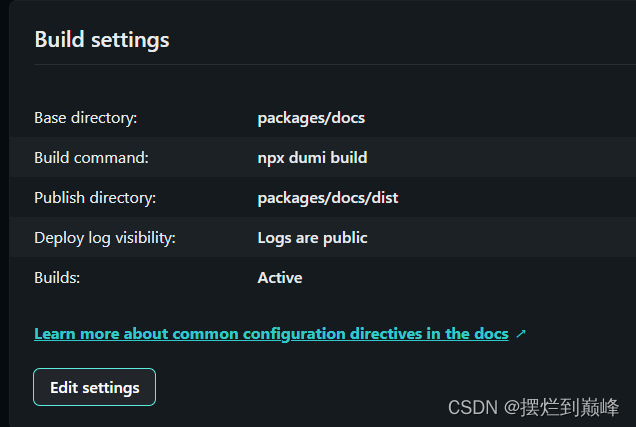 Build settings
Base directory: packages/docs
Build command: npx dumi build
Publish directory: packages/docs/dist
Deploy log visibility: Logs are public
Builds: Active
Learn more about common configuration directives in the docs ↗
Edit settings
CSDN @摆烂到巅峰